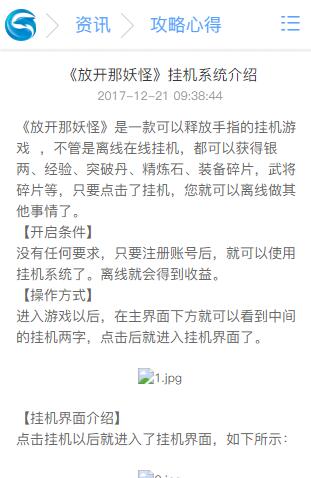 资讯 攻略心得
《放开那妖怪》挂机系统介绍
2017-12-21 09:38:44
《放开那妖怪》是一款可以释放手指的挂机游
戏 ，不管是离线在线挂机，都可以获得银
两、经验、突破丹、精炼石、装备碎片，武将
碎片等，只要点击了挂机，您就可以离线做其
他事情了。
【开启条件】
没有任何要求，只要注册账号后，就可以使用
挂机系统了。离线就会得到收益。
【操作方式】
进入游戏以后，在主界面下方就可以看到中间
的挂机两字，点击后就进入挂机界面了。
1.jpg
【挂机界面介绍】
点击挂机以后就进入了挂机界面，如下所示：